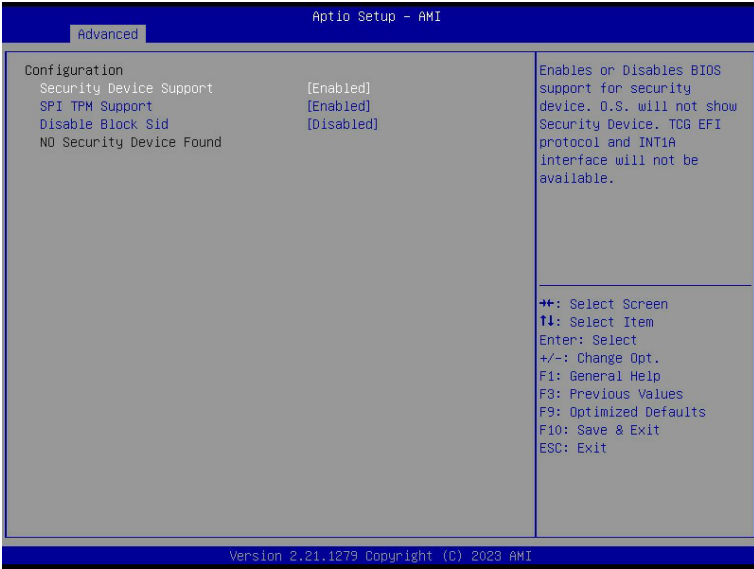 Aptio Setup – AMI
Advanced
Configuration
Security Device Support [Enabled]
SPI TPM Support [Enabled]
Disable Block Sid [Disabled]
NO Security Device Found
Enables or Disables BIOS
support for security
device. O.S. will not show
Security Device. TCG EFI
protocol and INT1A
interface will not be
available.
→←: Select Screen
↑↓: Select Item
Enter: Select
+/-: Change Opt.
F1: General Help
F3: Previous Values
F9: Optimized Defaults
F10: Save & Exit
ESC: Exit
Version 2.21.1279 Copyright (C) 2023 AMI